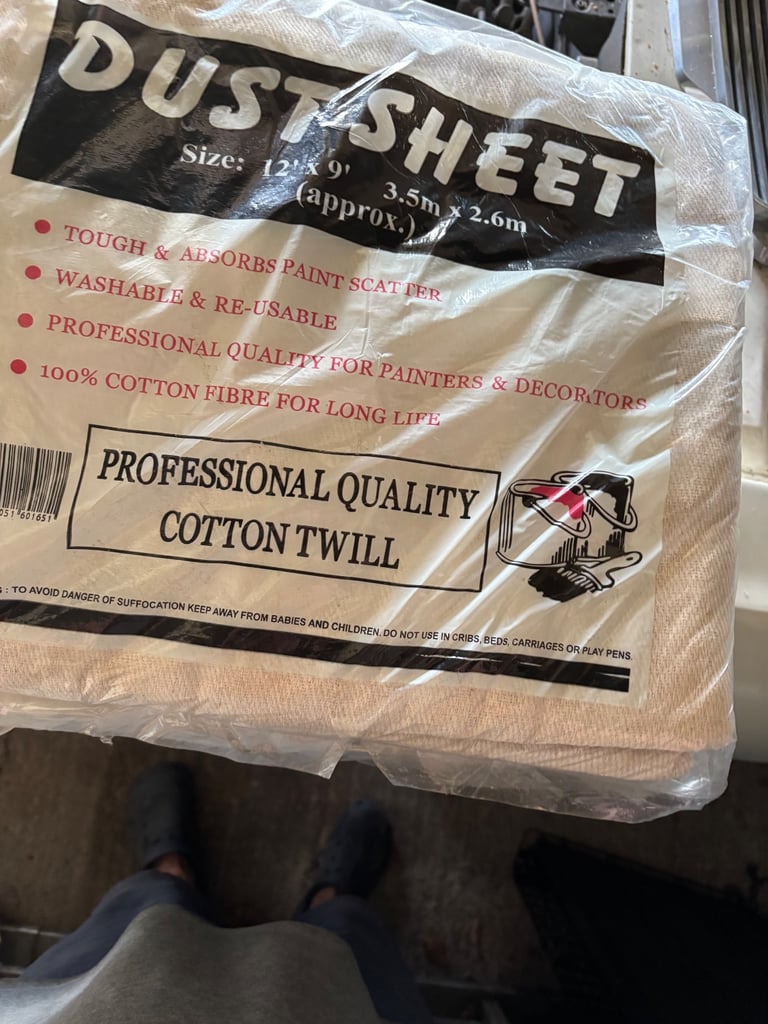 DUST SHEET
Size: 12' x 9' 3.5m x 2.6m
(approx.)
● TOUGH & ABSORBS PAINT SCATTER
● WASHABLE & RE-USABLE
● PROFESSIONAL QUALITY FOR PAINTERS & DECORATORS
● 100% COTTON FIBRE FOR LONG LIFE
PROFESSIONAL QUALITY
COTTON TWILL
051 601651
: TO AVOID DANGER OF SUFFOCATION KEEP AWAY FROM BABIES AND CHILDREN. DO NOT USE IN CRIBS, BEDS, CARRIAGES OR PLAY PENS.